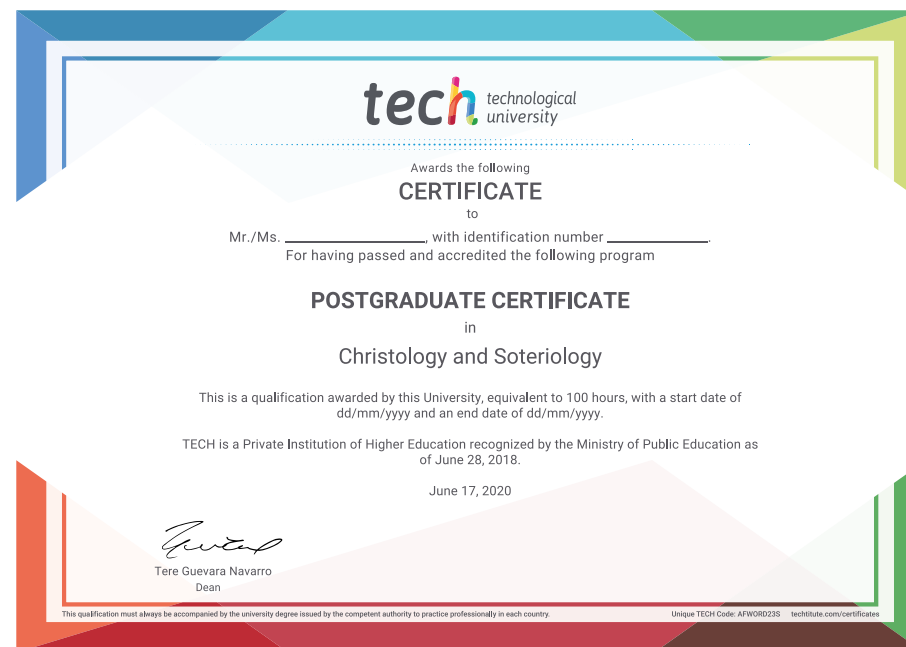 tech technological
university
Awards the following
CERTIFICATE
to
Mr./Ms. ____________________, with identification number ______________.
For having passed and accredited the following program
POSTGRADUATE CERTIFICATE
in
Christology and Soteriology
This is a qualification awarded by this University, equivalent to 100 hours, with a start date of
dd/mm/yyyy and an end date of dd/mm/yyyy.
TECH is a Private Institution of Higher Education recognized by the Ministry of Public Education as
of June 28, 2018.
June 17, 2020
Tere Guevara Navarro
Dean
This qualification must always be accompanied by the university degree issued by the competent authority to practice professionally in each country. Unique TECH Code: AFWORD23S techtitute.com/certificates